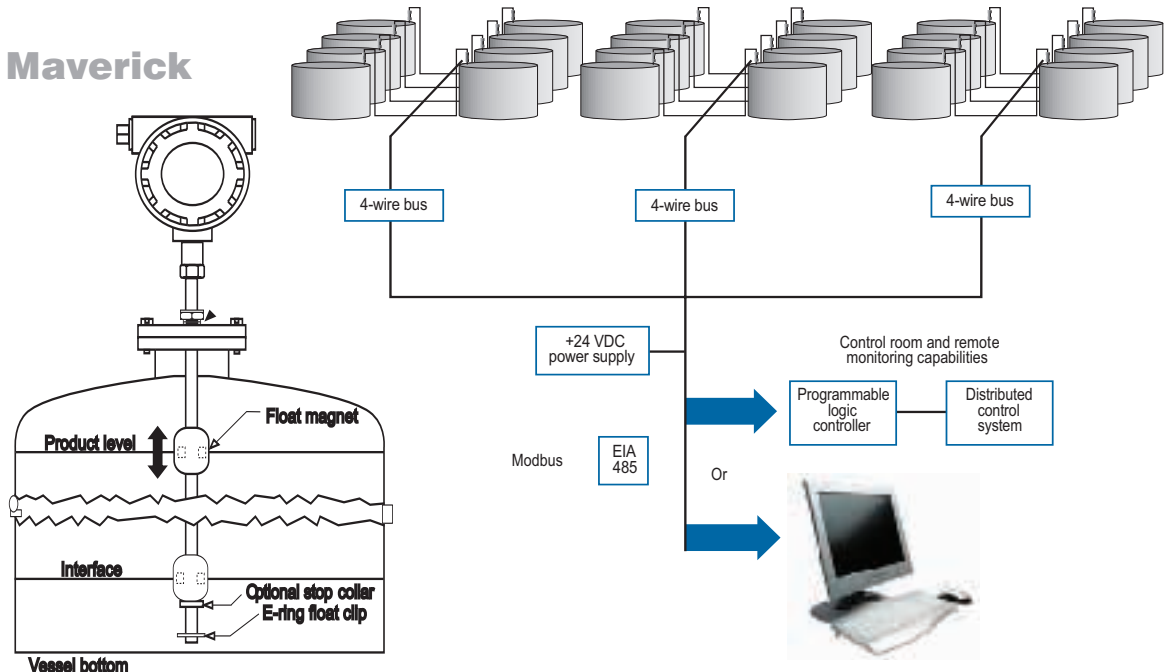 Maverick
4-wire bus
4-wire bus
4-wire bus
+24 VDC
power supply
Control room and remote
monitoring capabilities
Programmable
logic
controller
Distributed
control
system
Modbus
EIA
485
Or
Float magnet
Product level
Interface
Optional stop collar
E-ring float clip
Vessel bottom